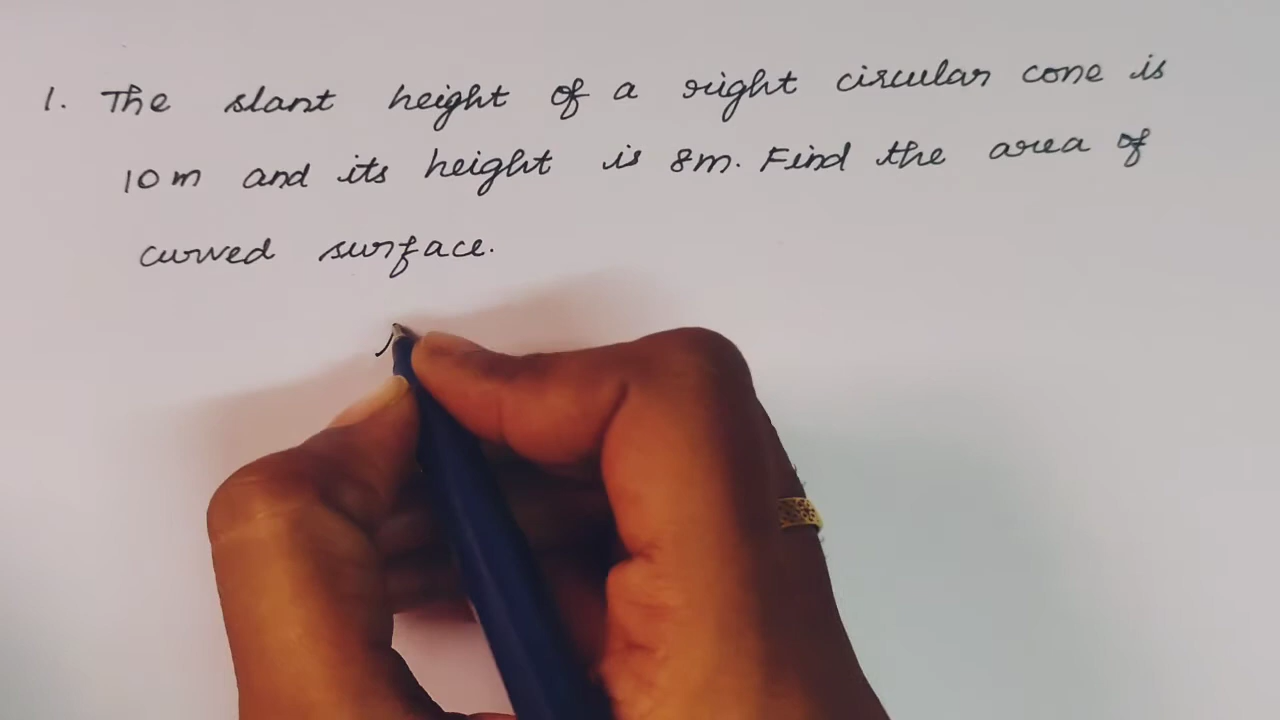 1. The slant height of a right circular cone is
10m and its height is 8m. Find the area of
curved surface.